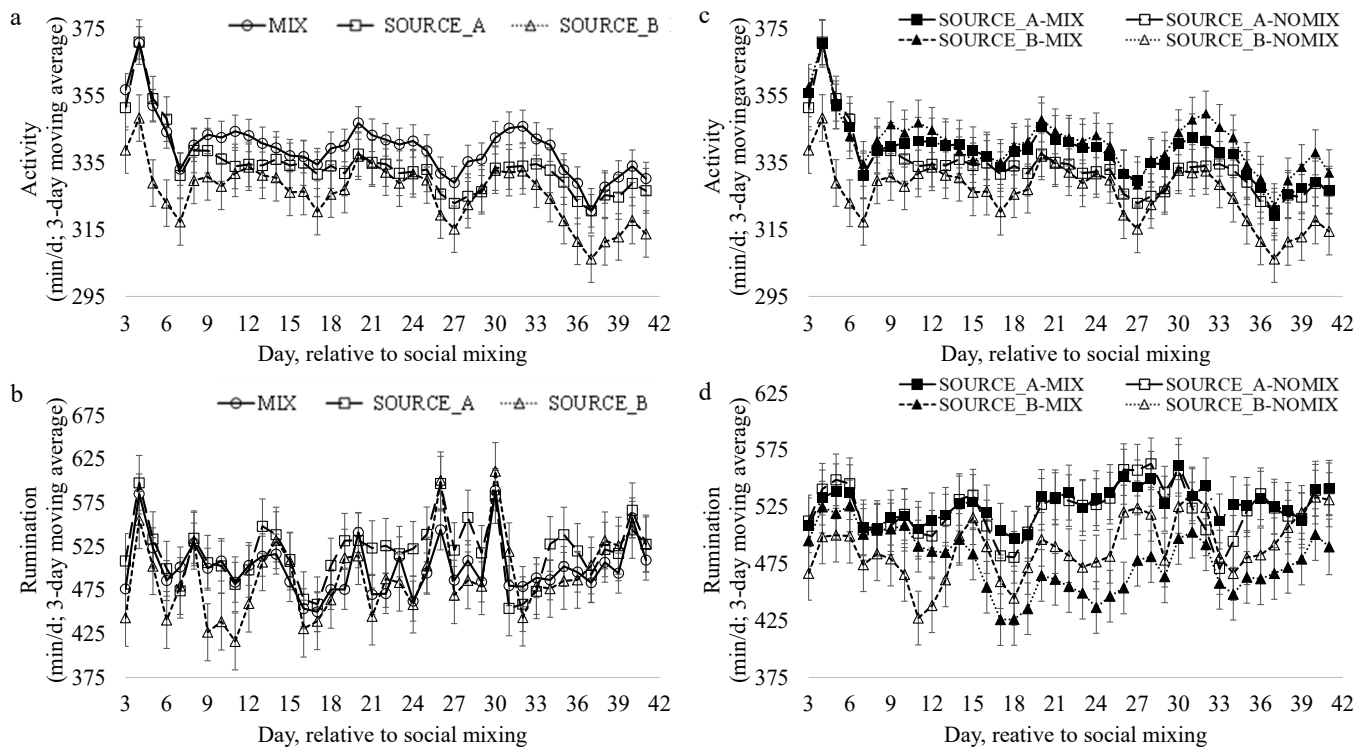 a
MIX SOURCE_A SOURCE_B
375
355
335
315
295
Activity
(min/d; 3-day moving average)
3 6 9 12 15 18 21 24 27 30 33 36 39 42
Day, relative to social mixing
c
SOURCE_A-MIX SOURCE_A-NOMIX
SOURCE_B-MIX SOURCE_B-NOMIX
375
355
335
315
295
Activity
(min/d; 3-day movingaverage)
3 6 9 12 15 18 21 24 27 30 33 36 39 42
Day, relative to social mixing
b
MIX SOURCE_A SOURCE_B
675
625
575
525
475
425
375
Rumination
(min/d; 3-day moving average)
3 6 9 12 15 18 21 24 27 30 33 36 39 42
Day, relative to social mixing
d
SOURCE_A-MIX SOURCE_A-NOMIX
SOURCE_B-MIX SOURCE_B-NOMIX
625
575
525
475
425
375
Rumination
(min/d; 3-day moving average)
3 6 9 12 15 18 21 24 27 30 33 36 39 42
Day, relative to social mixing